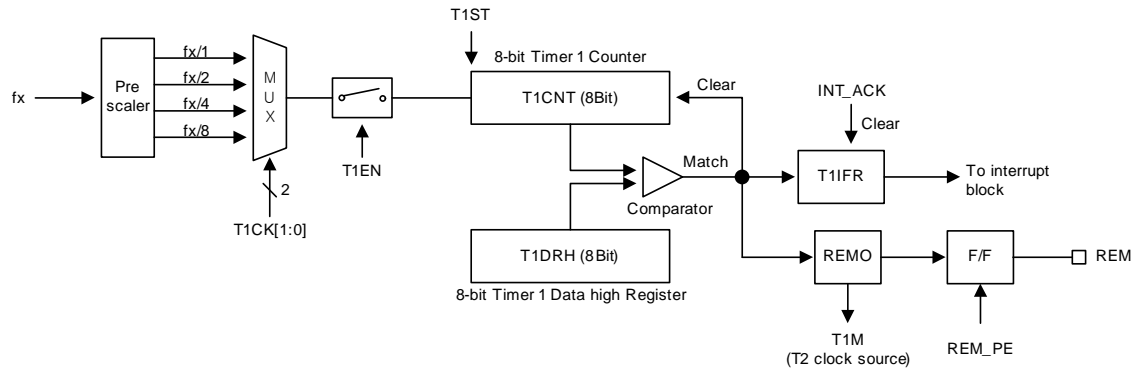 T1ST
8-bit Timer 1 Counter
fx
Pre
scaler
fx/1
fx/2
fx/4
fx/8
M
U
X
T1EN
2
T1CK[1:0]
T1CNT (8Bit)
Clear
Match
Comparator
T1DRH (8Bit)
8-bit Timer 1 Data high Register
INT_ACK
Clear
T1IFR
To interrupt
block
REMO
F/F
REM
T1M
(T2 clock source)
REM_PE